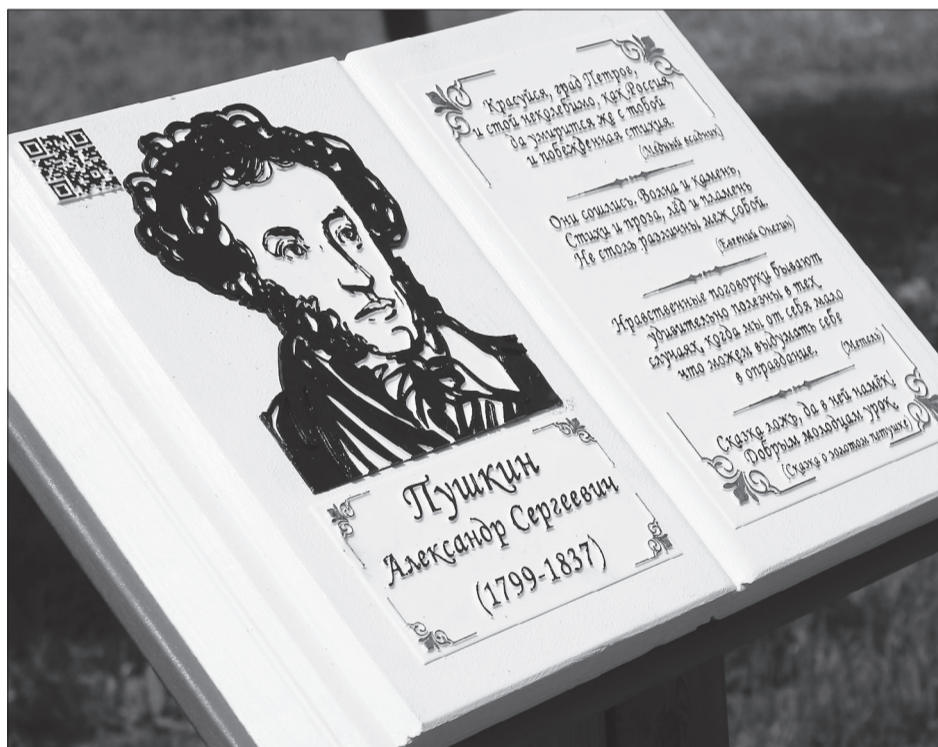 Пушкин
Александр Сергеевич
(1799-1837)
Красуйся, град Петров,
и стой неколебимо, как Россия,
да умирится же с тобой
и побежденная стихия.
(Медный всадник)
Они сошлись. Волна и камень,
Стихи и проза, лёд и пламень
Не столь различны меж собой.
(Евгений Онегин)
Нравственные поговорки бывают
удивительно полезны в тех
случаях, когда мы от себя мало
что можем выдумать себе
в оправдание.
(Метель)
Сказка ложь, да в ней намёк!
Добрым молодцам урок.
(Сказка о золотом петушке)